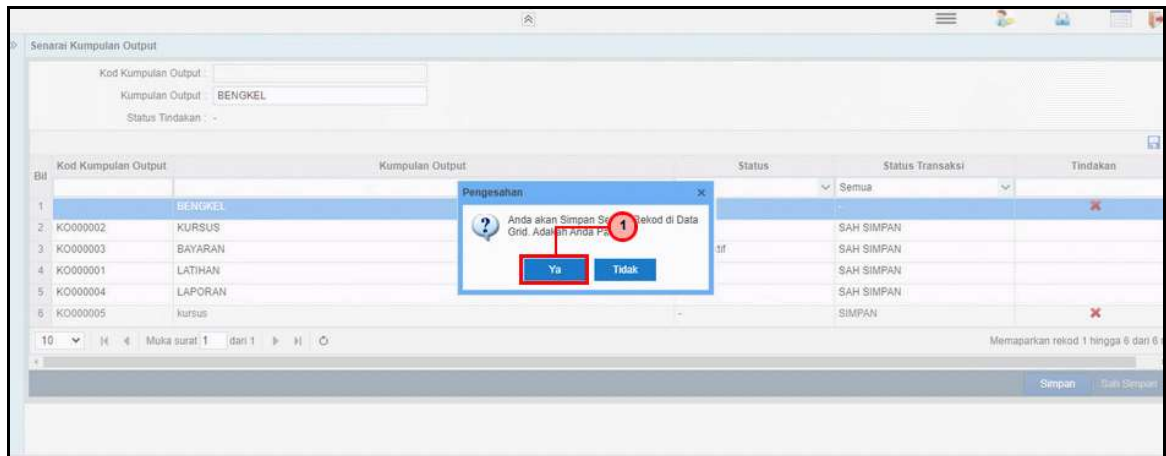 Senarai Kumpulan Output
Kod Kumpulan Output :
Kumpulan Output : BENGKEL
Status Tindakan : -
Bil Kod Kumpulan Output Kumpulan Output Status Status Transaksi Tindakan
Semua
1 BENGKEL -
2 KO000002 KURSUS SAH SIMPAN
3 KO000003 BAYARAN SAH SIMPAN
4 KO000001 LATIHAN SAH SIMPAN
5 KO000004 LAPORAN SAH SIMPAN
6 KO000005 kursus - SIMPAN
Pengesahan
Anda akan Simpan Rekod di Data
Grid. Adakah Anda
1
Ya Tidak
10 Muka surat 1 dari 1 Memaparkan rekod 1 hingga 6 dari 6
Simpan Sah Simpan